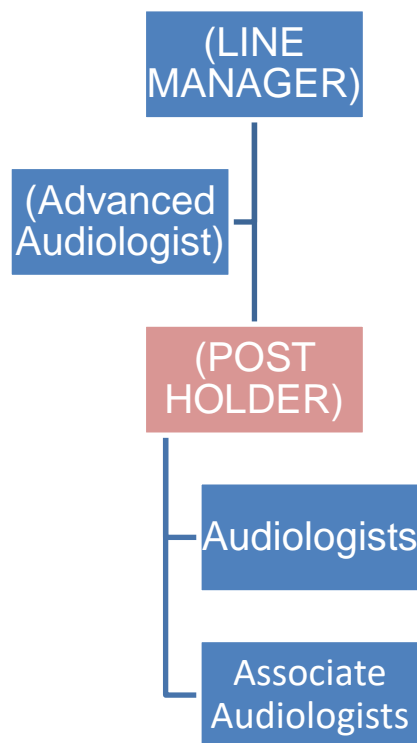 (LINE
MANAGER)
(Advanced
Audiologist)
(POST
HOLDER)
Audiologists
Associate
Audiologists